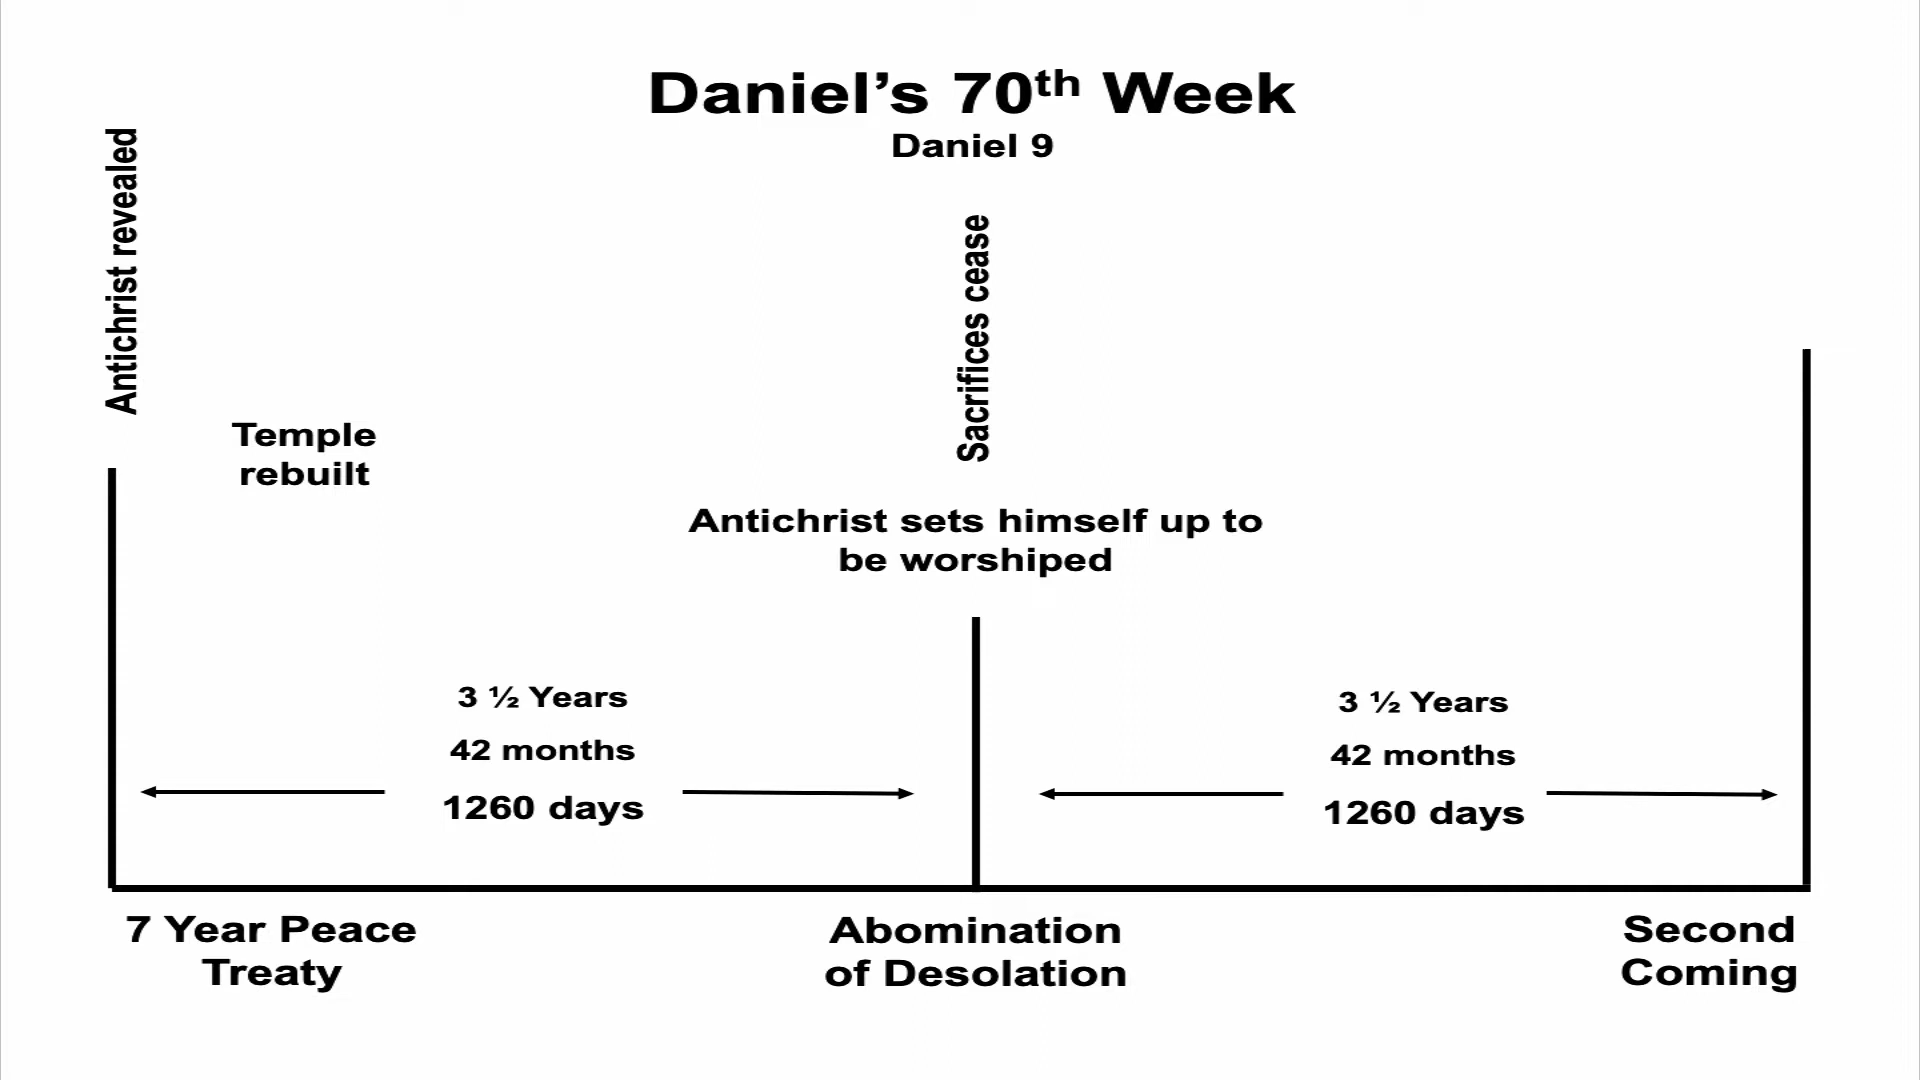 Daniel’s 70th Week
Daniel 9
Antichrist revealed
Sacrifices cease
Temple
rebuilt
Antichrist sets himself up to
be worshiped
3 ½ Years
42 months
1260 days
3 ½ Years
42 months
1260 days
7 Year Peace
Treaty
Abomination
of Desolation
Second
Coming